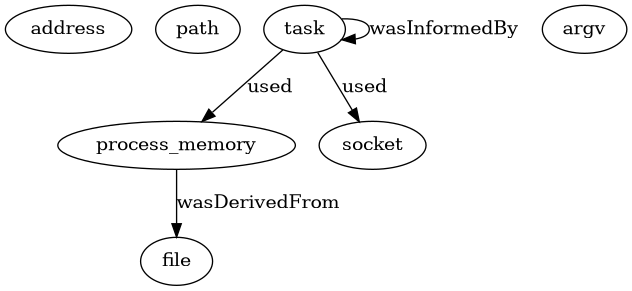 address
path
task
wasInformedBy
argv
used
used
process_memory
socket
wasDerivedFrom
file